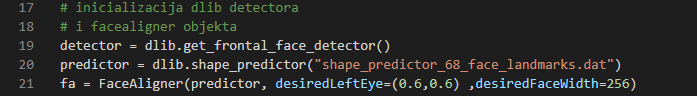 17 # inicializacija dlib detectora
18 # i facealigner objekta
19 detector = dlib.get_frontal_face_detector()
20 predictor = dlib.shape_predictor("shape_predictor_68_face_landmarks.dat")
21 fa = FaceAligner(predictor, desiredLeftEye=(0.6,0.6) ,desiredFaceWidth=256)